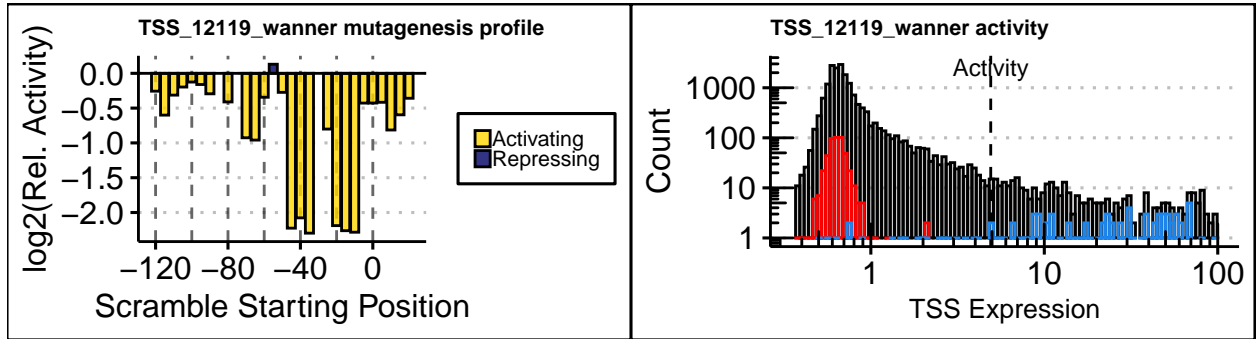 TSS_12119_wanner mutagenesis profile
log2(Rel. Activity)
0.0
−0.5
−1.0
−1.5
−2.0
−120
−80
−40
0
Scramble Starting Position
Activating
Repressing
TSS_12119_wanner activity
Activity
Count
1000
100
10
1
1
10
100
TSS Expression